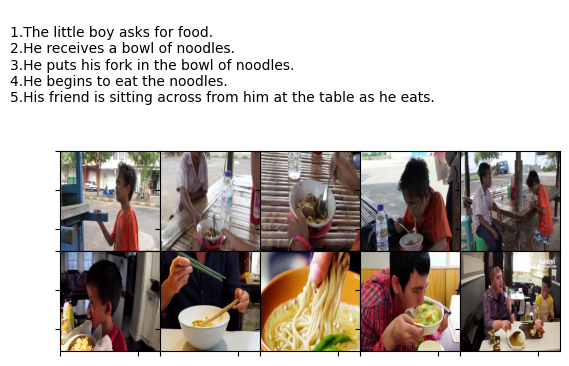 1.The little boy asks for food.
2.He receives a bowl of noodles.
3.He puts his fork in the bowl of noodles.
4.He begins to eat the noodles.
5.His friend is sitting across from him at the table as he eats.